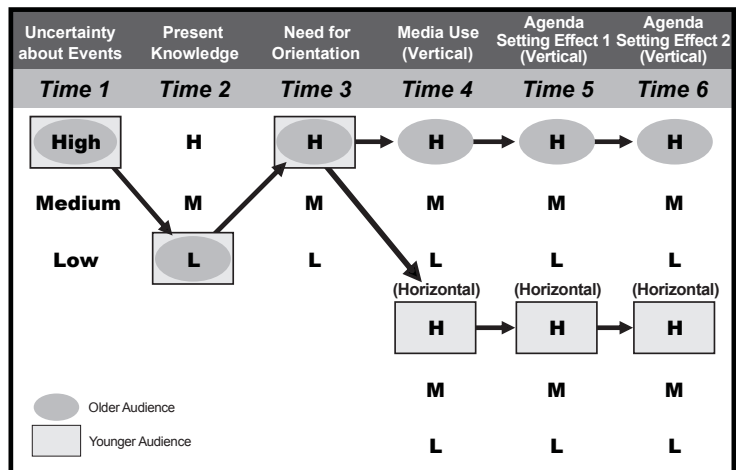 Uncertainty
about Events
Present
Knowledge
Need for
Orientation
Media Use
(Vertical)
Agenda
Setting Effect 1
(Vertical)
Agenda
Setting Effect 2
(Vertical)
Time 1 Time 2 Time 3 Time 4 Time 5 Time 6
High H H H H H
Medium M M M M M
Low L L L L L
(Horizontal) (Horizontal) (Horizontal)
H H H
M M M
L L L
Older Audience
Younger Audience